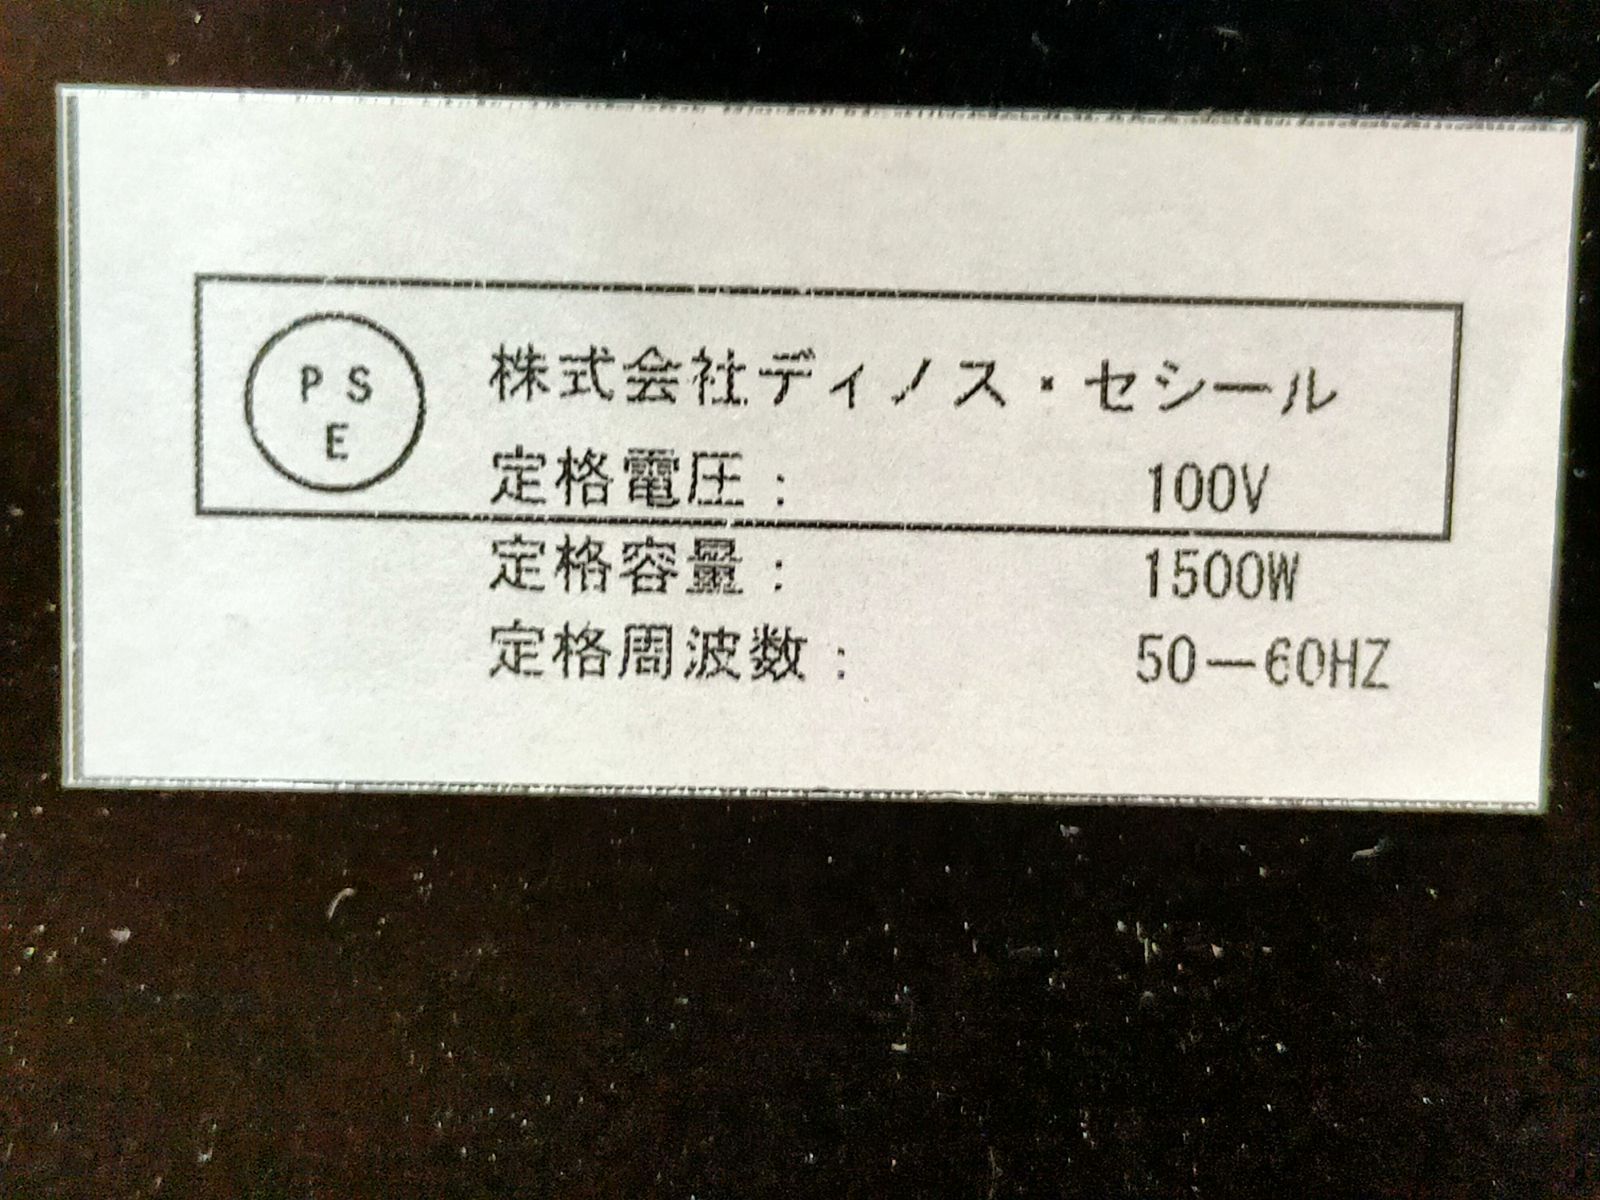 PS
E
株式会社ディノス・セシール
定格電圧: 100V
定格容量: 1500W
定格周波数: 50-60HZ